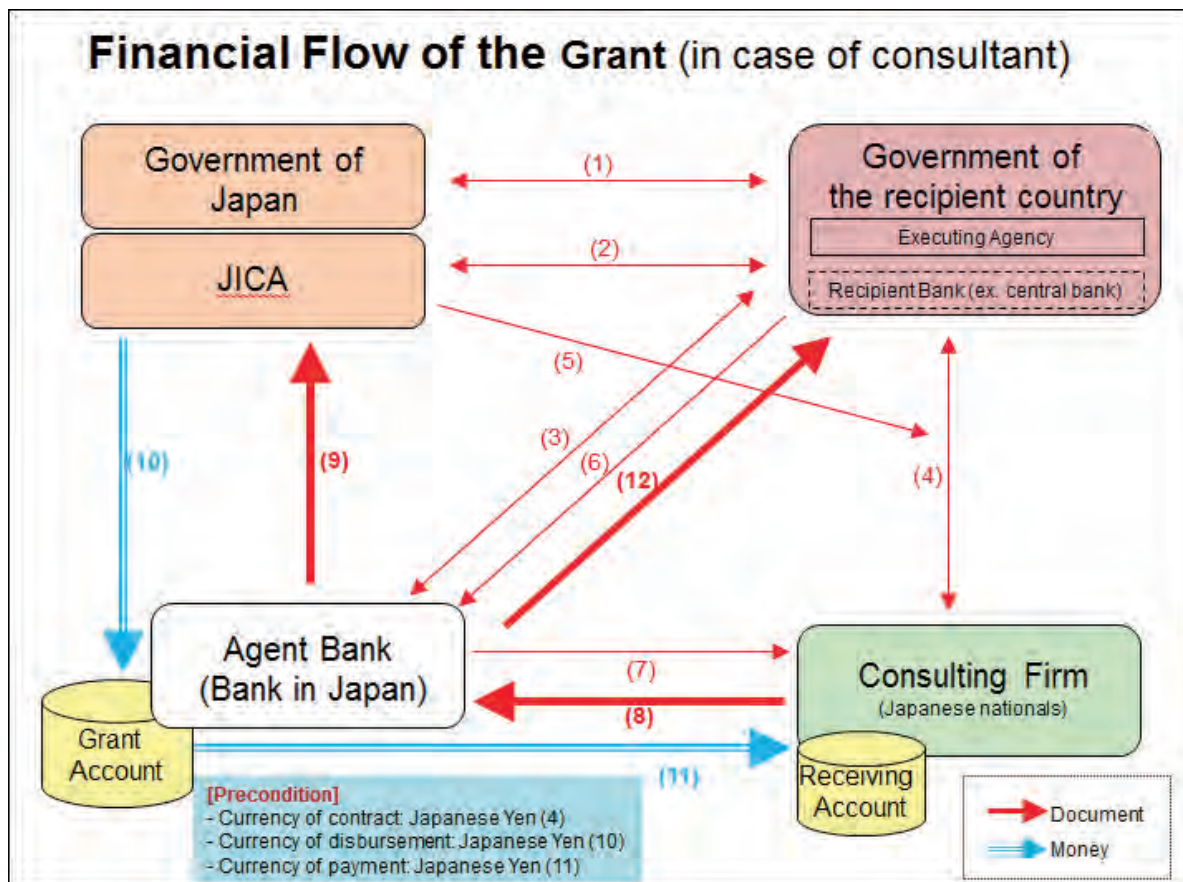 Financial Flow of the Grant (in case of consultant)
Government of
Japan
JICA
Government of
the recipient country
Executing Agency
Recipient Bank (ex. central bank)
(1)
(2)
(5)
(3)
(6)
(12)
(4)
(10)
(9)
Agent Bank
(Bank in Japan)
(7)
(8)
Consulting Firm
(Japanese nationals)
Grant
Account
(11)
Receiving
Account
[Precondition]
- Currency of contract: Japanese Yen (4)
- Currency of disbursement: Japanese Yen (10)
- Currency of payment: Japanese Yen (11)
Document
Money